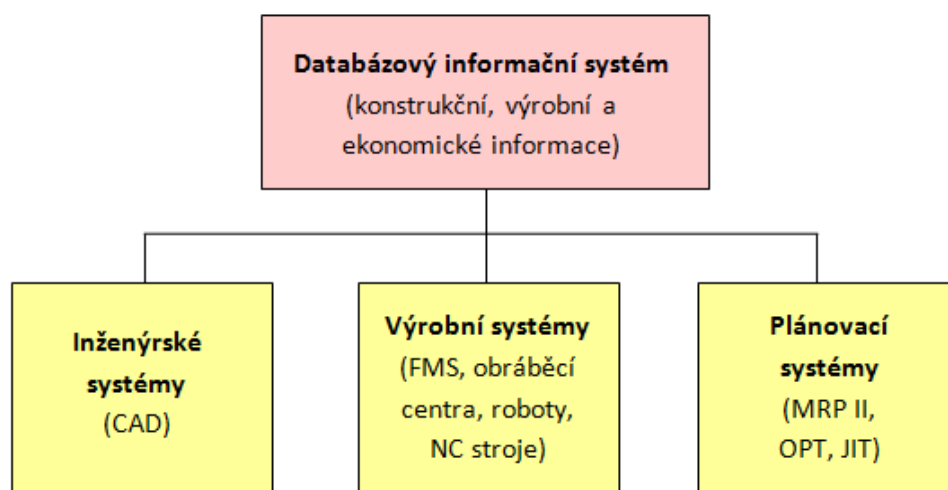 Databázový informační systém
(konstrukční, výrobní a
ekonomické informace)
Inženýrské
systémy
(CAD)
Výrobní systémy
(FMS, obráběcí
centra, roboty,
NC stroje)
Plánovací
systémy
(MRP II,
OPT, JIT)